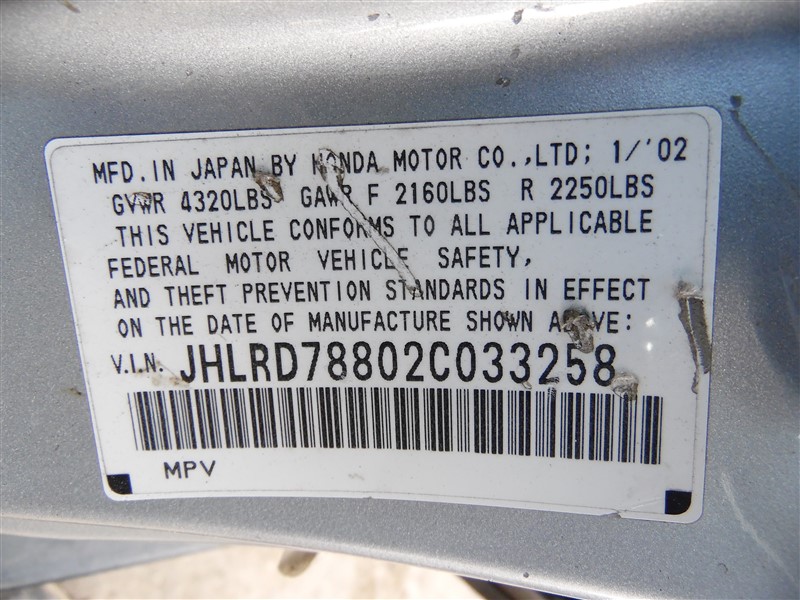 MFD. IN JAPAN BY HONDA MOTOR CO.,LTD; 1/'02
GVWR 4320LBS GAWR F 2160LBS R 2250LBS
THIS VEHICLE CONFORMS TO ALL APPLICABLE
FEDERAL MOTOR VEHICLE SAFETY,
AND THEFT PREVENTION STANDARDS IN EFFECT
ON THE DATE OF MANUFACTURE SHOWN ABOVE:
V.I.N. JHLRD78802C033258
MPV